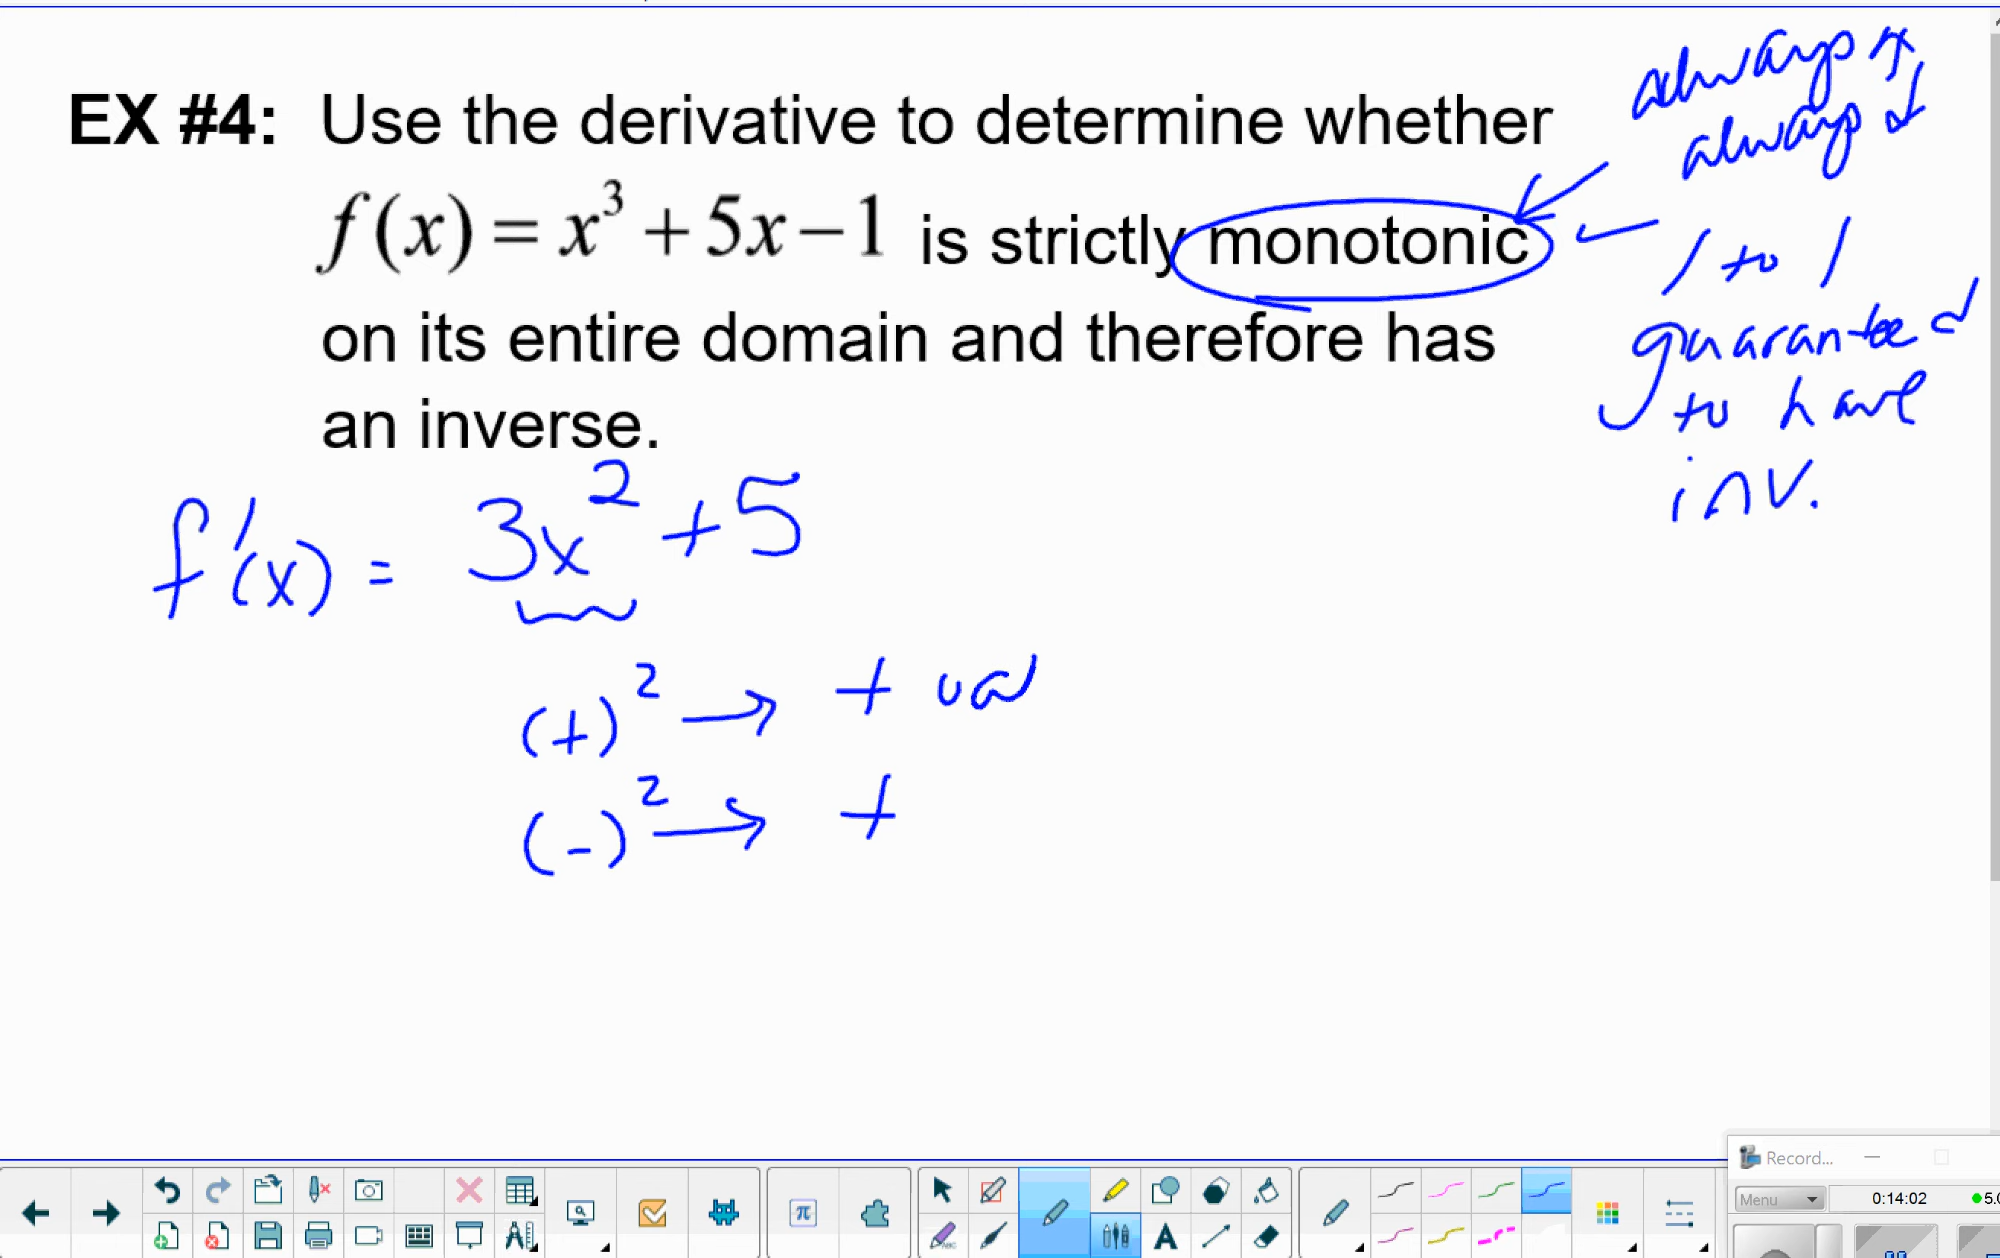 EX #4: Use the derivative to determine whether
f(x) = x³ + 5x − 1 is strictly monotonic
on its entire domain and therefore has
an inverse.
always ↑
always ↓
1 to 1
guaranteed
to have
inv.
f'(x) = 3x² + 5
(+)² → + val
(-)² → +
Record...
Menu
0:14:02